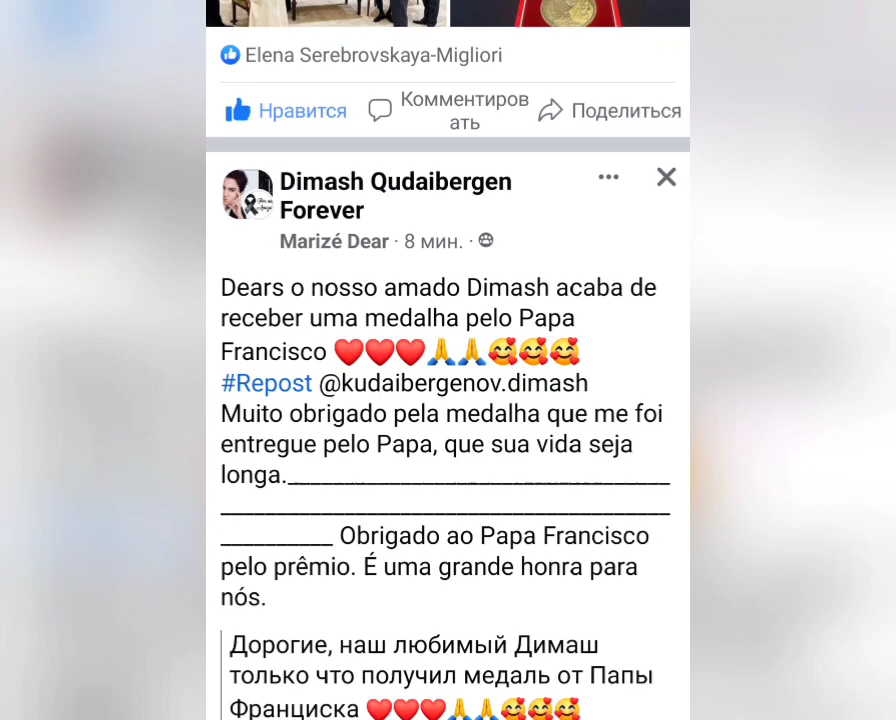 Elena Serebrovskaya-Migliori
Нравится
Комментиров
ать
Поделиться
Dimash Qudaibergen
Forever
Marizé Dear · 8 мин. ·
Dears o nosso amado Dimash acaba de
receber uma medalha pelo Papa
Francisco ❤️❤️❤️🙏🙏🥰🥰🥰
#Repost @kudaibergenov.dimash
Muito obrigado pela medalha que me foi
entregue pelo Papa, que sua vida seja
longa.__________________________________
________________________________________
__________ Obrigado ao Papa Francisco
pelo prêmio. É uma grande honra para
nós.
Дорогие, наш любимый Димаш
только что получил медаль от Папы
Франциска ❤️❤️❤️🙏🙏🥰🥰🥰